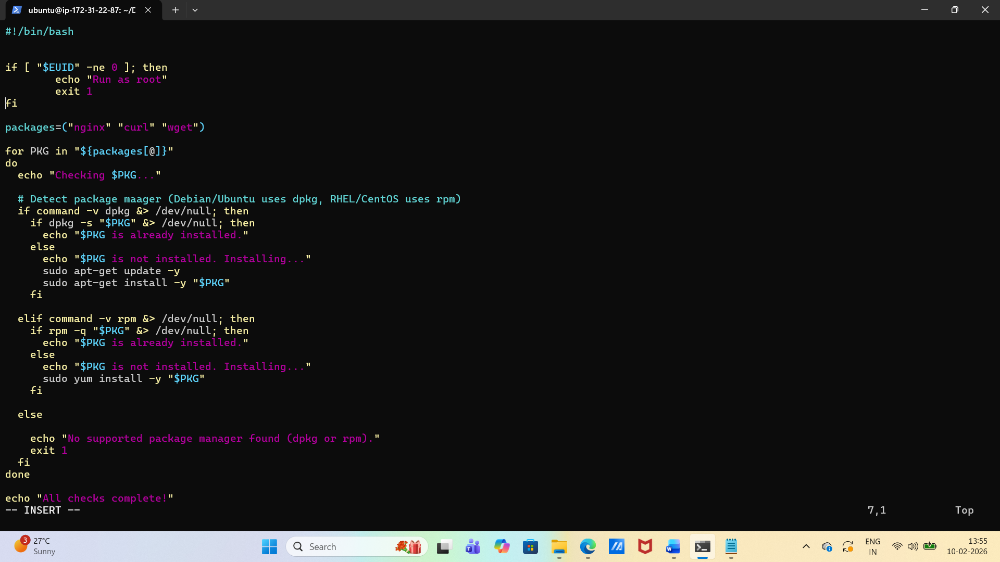 ubuntu@ip-172-31-22-87: ~/D
#!/bin/bash
if [ "$EUID" -ne 0 ]; then
        echo "Run as root"
        exit 1
fi
packages=("nginx" "curl" "wget")
for PKG in "${packages[@]}"
do
  echo "Checking $PKG..."
  # Detect package maager (Debian/Ubuntu uses dpkg, RHEL/CentOS uses rpm)
  if command -v dpkg &> /dev/null; then
    if dpkg -s "$PKG" &> /dev/null; then
      echo "$PKG is already installed."
    else
      echo "$PKG is not installed. Installing..."
      sudo apt-get update -y
      sudo apt-get install -y "$PKG"
    fi
  elif command -v rpm &> /dev/null; then
    if rpm -q "$PKG" &> /dev/null; then
      echo "$PKG is already installed."
    else
      echo "$PKG is not installed. Installing..."
      sudo yum install -y "$PKG"
    fi
  else
    echo "No supported package manager found (dpkg or rpm)."
    exit 1
  fi
done
echo "All checks complete!"
-- INSERT -- 7,1 Top
3 27°C
Sunny
Search
ENG
IN
13:55
10-02-2026